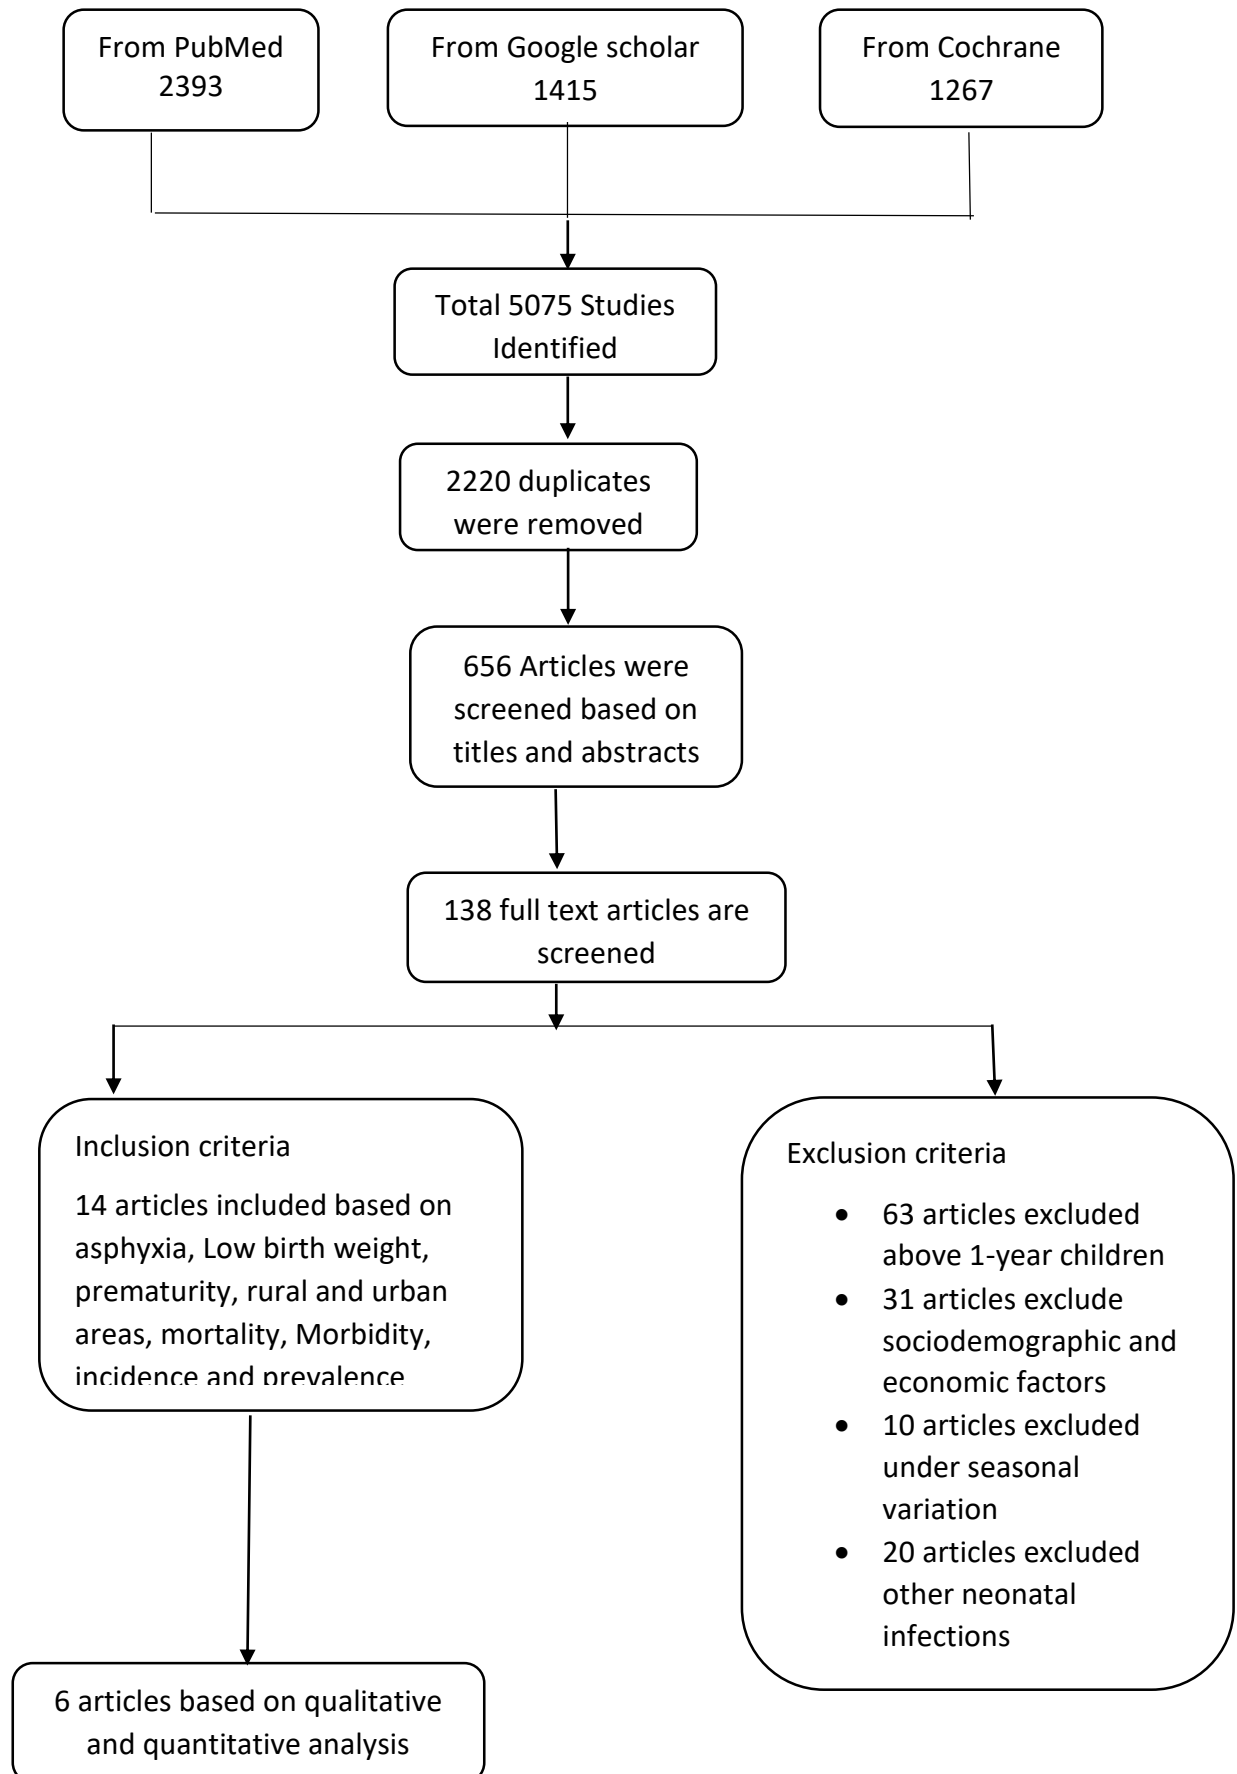 From PubMed
2393
From Google scholar
1415
From Cochrane
1267
Total 5075 Studies
Identified
2220 duplicates
were removed
656 Articles were
screened based on
titles and abstracts
138 full text articles are
screened
Inclusion criteria
14 articles included based on
asphyxia, Low birth weight,
prematurity, rural and urban
areas, mortality, Morbidity,
incidence and prevalence
Exclusion criteria
• 63 articles excluded
above 1-year children
• 31 articles exclude
sociodemographic and
economic factors
• 10 articles excluded
under seasonal
variation
• 20 articles excluded
other neonatal
infections
6 articles based on qualitative
and quantitative analysis